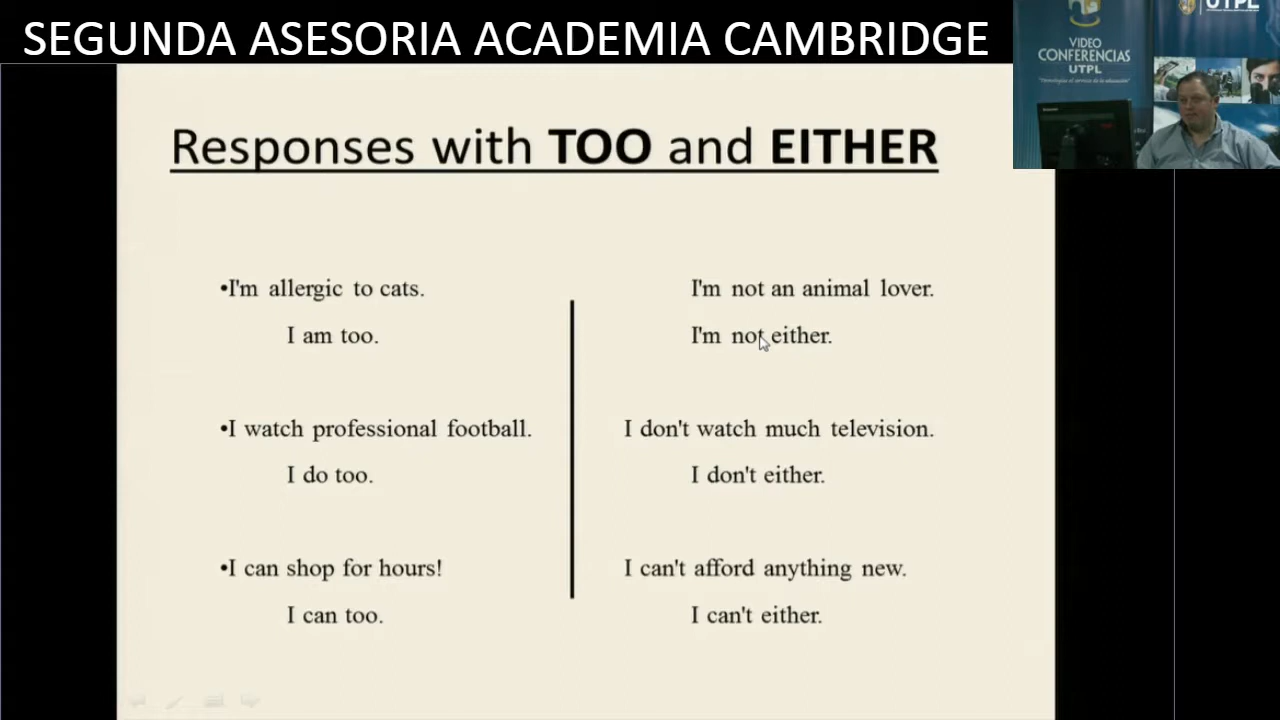 SEGUNDA ASESORIA ACADEMIA CAMBRIDGE
UTPL
VIDEO
CONFERENCIAS
UTPL
Responses with TOO and EITHER
•I'm allergic to cats.
I am too.
•I watch professional football.
I do too.
•I can shop for hours!
I can too.
I'm not an animal lover.
I'm not either.
I don't watch much television.
I don't either.
I can't afford anything new.
I can't either.